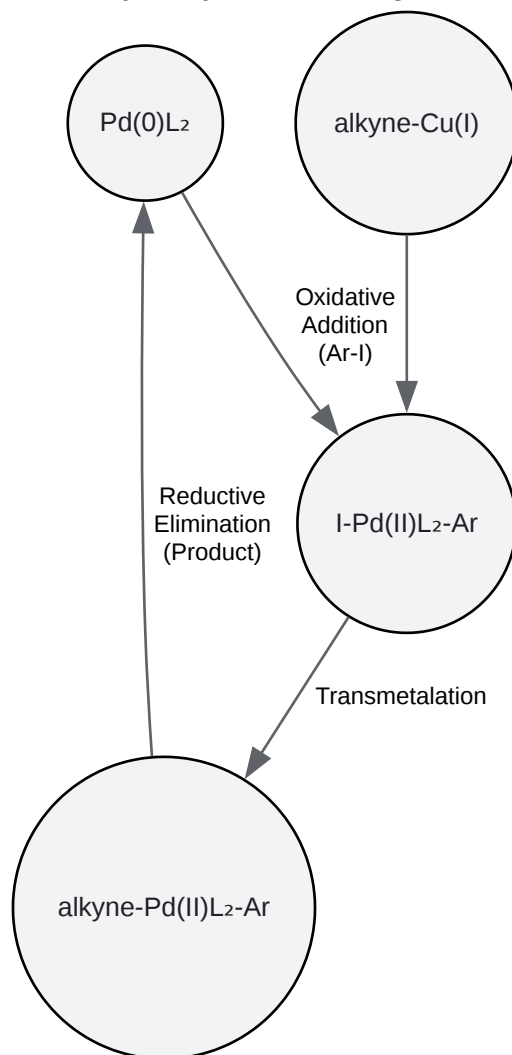 Pd(0)L₂
alkyne-Cu(I)
Oxidative
Addition
(Ar-I)
Reductive
Elimination
(Product)
I-Pd(II)L₂-Ar
Transmetalation
alkyne-Pd(II)L₂-Ar